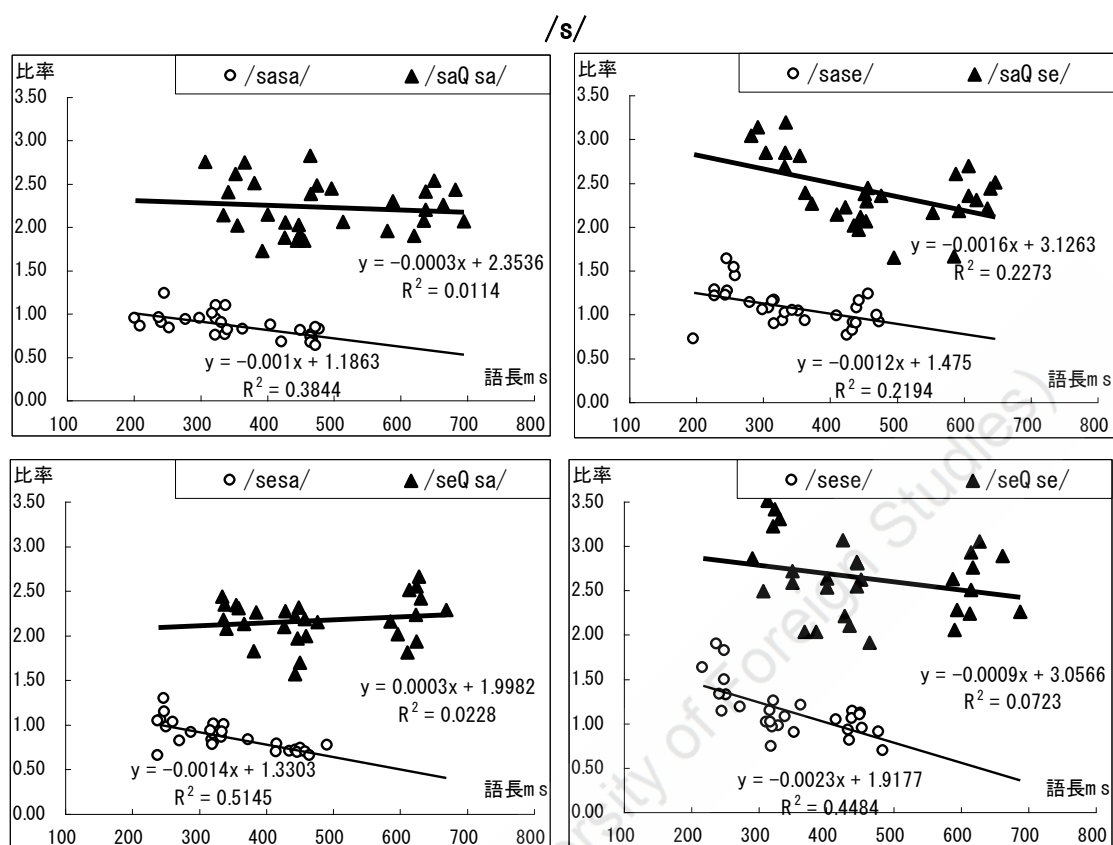 /s/
比率
○ /sasa/ ▲ /saQ sa/
3.50
3.00
2.50
2.00
1.50
1.00
0.50
0.00
y = −0.0003x + 2.3536
R² = 0.0114
y = −0.001x + 1.1863
R² = 0.3844
語長ms
100 200 300 400 500 600 700 800
比率
○ /sase/ ▲ /saQ se/
3.50
3.00
2.50
2.00
1.50
1.00
0.50
0.00
y = −0.0016x + 3.1263
R² = 0.2273
y = −0.0012x + 1.475
R² = 0.2194
語長ms
100 200 300 400 500 600 700 800
比率
○ /sesa/ ▲ /seQ sa/
3.50
3.00
2.50
2.00
1.50
1.00
0.50
0.00
y = 0.0003x + 1.9982
R² = 0.0228
y = −0.0014x + 1.3303
R² = 0.5145
語長ms
100 200 300 400 500 600 700 800
比率
○ /sese/ ▲ /seQ se/
3.50
3.00
2.50
2.00
1.50
1.00
0.50
0.00
y = −0.0009x + 3.0566
R² = 0.0723
y = −0.0023x + 1.9177
R² = 0.4484
語長ms
100 200 300 400 500 600 700 800
ersity of Foreign Studies)